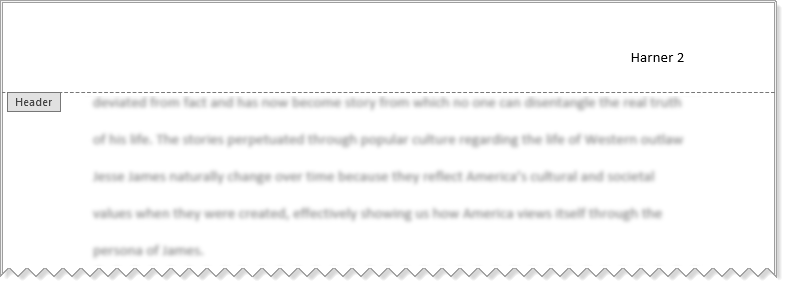 Harner 2
Header
deviated from fact and has now become story from which no one can disentangle the real truth
of his life. The stories perpetuated through popular culture regarding the life of Western outlaw
Jesse James naturally change over time because they reflect America's cultural and societal
values when they were created, effectively showing us how America views itself through the
persona of James.